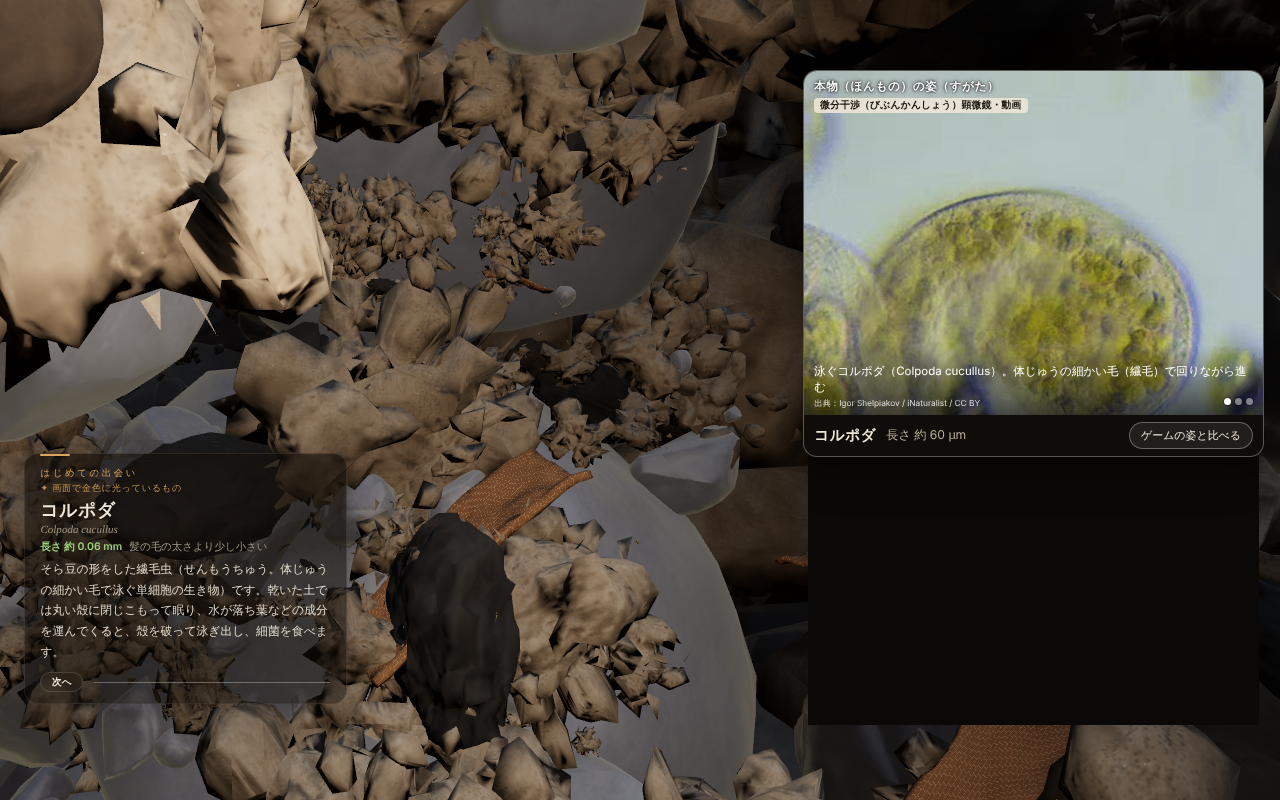 本物（ほんもの）の姿（すがた）
微分干渉（びぶんかんしょう）顕微鏡・動画
泳ぐコルポダ（Colpoda cucullus）。体じゅうの細かい毛（繊毛）で回りながら進
む
出典：Igor Shelpiakov / iNaturalist / CC BY
コルポダ 長さ 約 60 µm
ゲームの姿と比べる
はじめての出会い
✦ 画面で金色に光っているもの
コルポダ
Colpoda cucullus
長さ 約 0.06 mm 髪の毛の太さより少し小さい
そら豆の形をした繊毛虫（せんもうちゅう。体じゅう
の細かい毛で泳ぐ単細胞の生き物）です。乾いた土で
は丸い殻に閉じこもって眠り、水が落ち葉などの成分
を運んでくると、殻を破って泳ぎ出し、細菌を食べま
す。
次へ